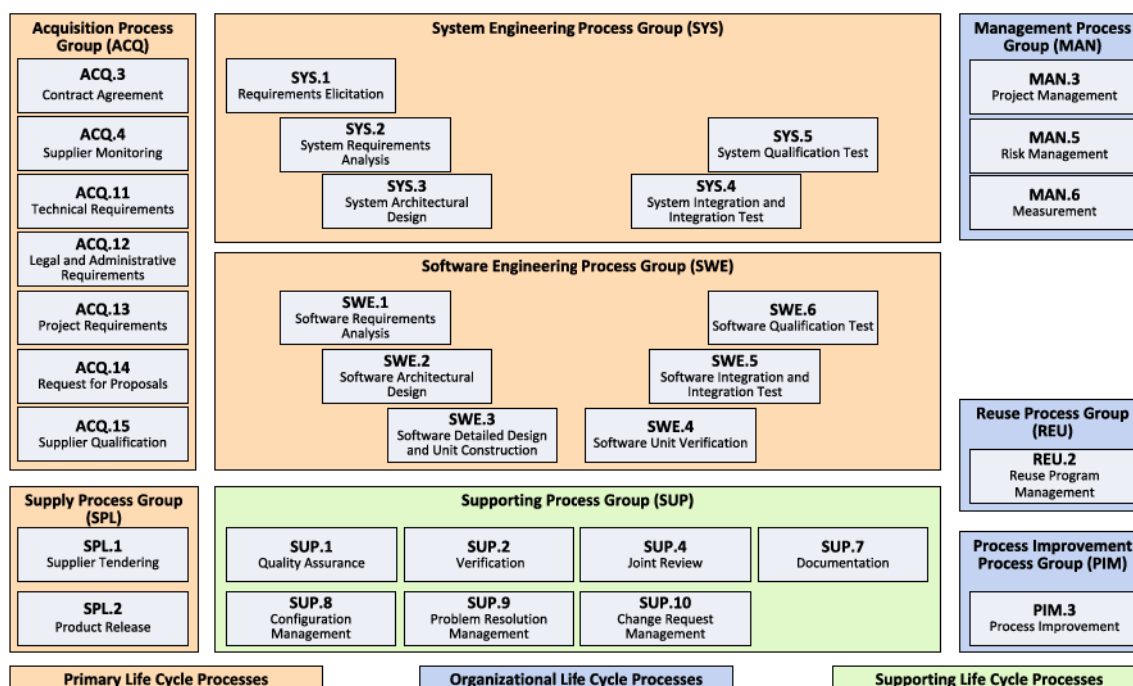 Acquisition Process
Group (ACQ)
ACQ.3
Contract Agreement
ACQ.4
Supplier Monitoring
ACQ.11
Technical Requirements
ACQ.12
Legal and Administrative
Requirements
ACQ.13
Project Requirements
ACQ.14
Request for Proposals
ACQ.15
Supplier Qualification
System Engineering Process Group (SYS)
SYS.1
Requirements Elicitation
SYS.2
System Requirements
Analysis
SYS.3
System Architectural
Design
SYS.5
System Qualification Test
SYS.4
System Integration and
Integration Test
Software Engineering Process Group (SWE)
SWE.1
Software Requirements
Analysis
SWE.2
Software Architectural
Design
SWE.3
Software Detailed Design
and Unit Construction
SWE.6
Software Qualification Test
SWE.5
Software Integration and
Integration Test
SWE.4
Software Unit Verification
Management Process
Group (MAN)
MAN.3
Project Management
MAN.5
Risk Management
MAN.6
Measurement
Reuse Process Group
(REU)
REU.2
Reuse Program
Management
Supply Process Group
(SPL)
SPL.1
Supplier Tendering
SPL.2
Product Release
Supporting Process Group (SUP)
SUP.1
Quality Assurance
SUP.2
Verification
SUP.4
Joint Review
SUP.7
Documentation
SUP.8
Configuration
Management
SUP.9
Problem Resolution
Management
SUP.10
Change Request
Management
Process Improvement
Process Group (PIM)
PIM.3
Process Improvement
Primary Life Cycle Processes
Organizational Life Cycle Processes
Supporting Life Cycle Processes